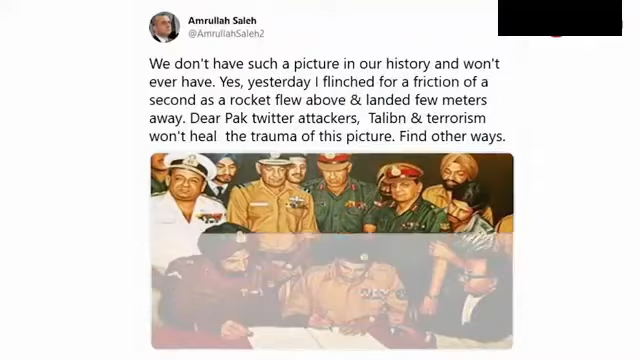 Amrullah Saleh
@AmrullahSaleh2
We don't have such a picture in our history and won't
ever have. Yes, yesterday I flinched for a friction of a
second as a rocket flew above & landed few meters
away. Dear Pak twitter attackers, Talibn & terrorism
won't heal the trauma of this picture. Find other ways.